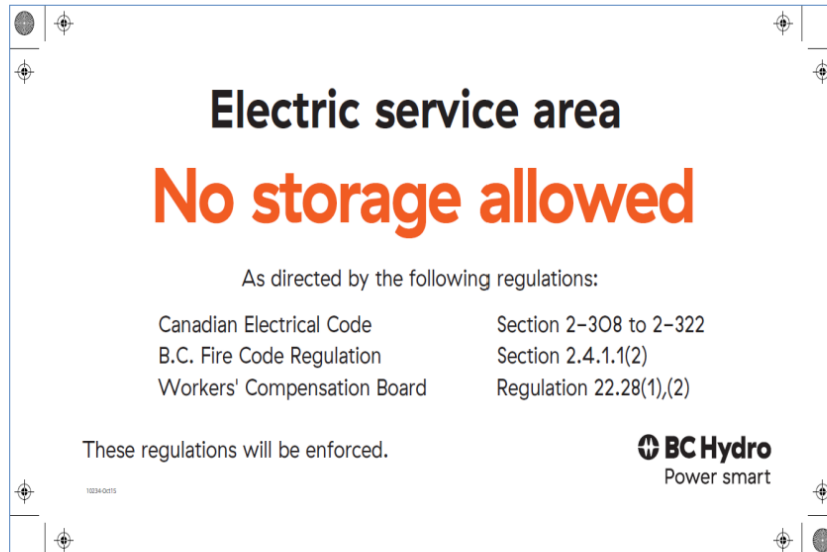 Electric service area
No storage allowed
As directed by the following regulations:
Canadian Electrical Code Section 2-308 to 2-322
B.C. Fire Code Regulation Section 2.4.1.1(2)
Workers' Compensation Board Regulation 22.28(1),(2)
These regulations will be enforced.
BC Hydro
Power smart
10234-Oct15